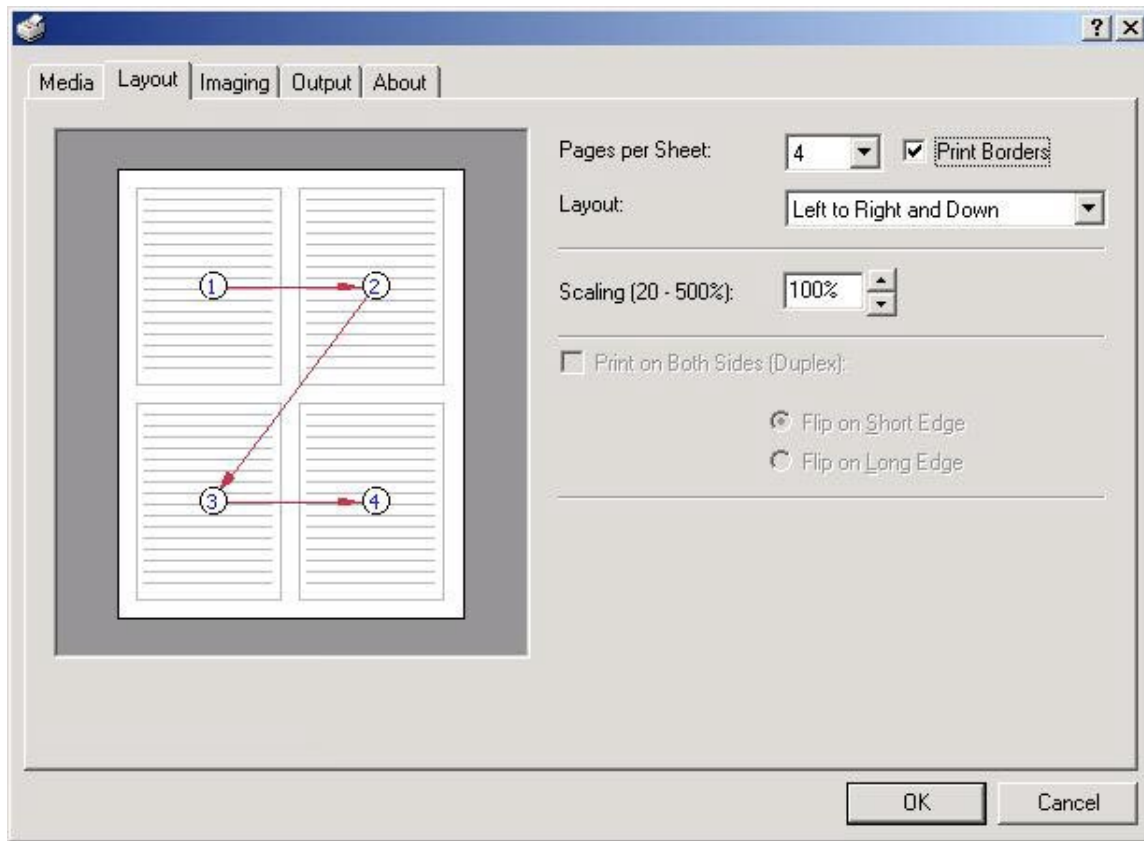 Media Layout Imaging Output About
Pages per Sheet: 4 Print Borders
Layout: Left to Right and Down
1 2
Scaling (20 - 500%): 100%
Print on Both Sides (Duplex):
Flip on Short Edge
Flip on Long Edge
3 4
OK Cancel